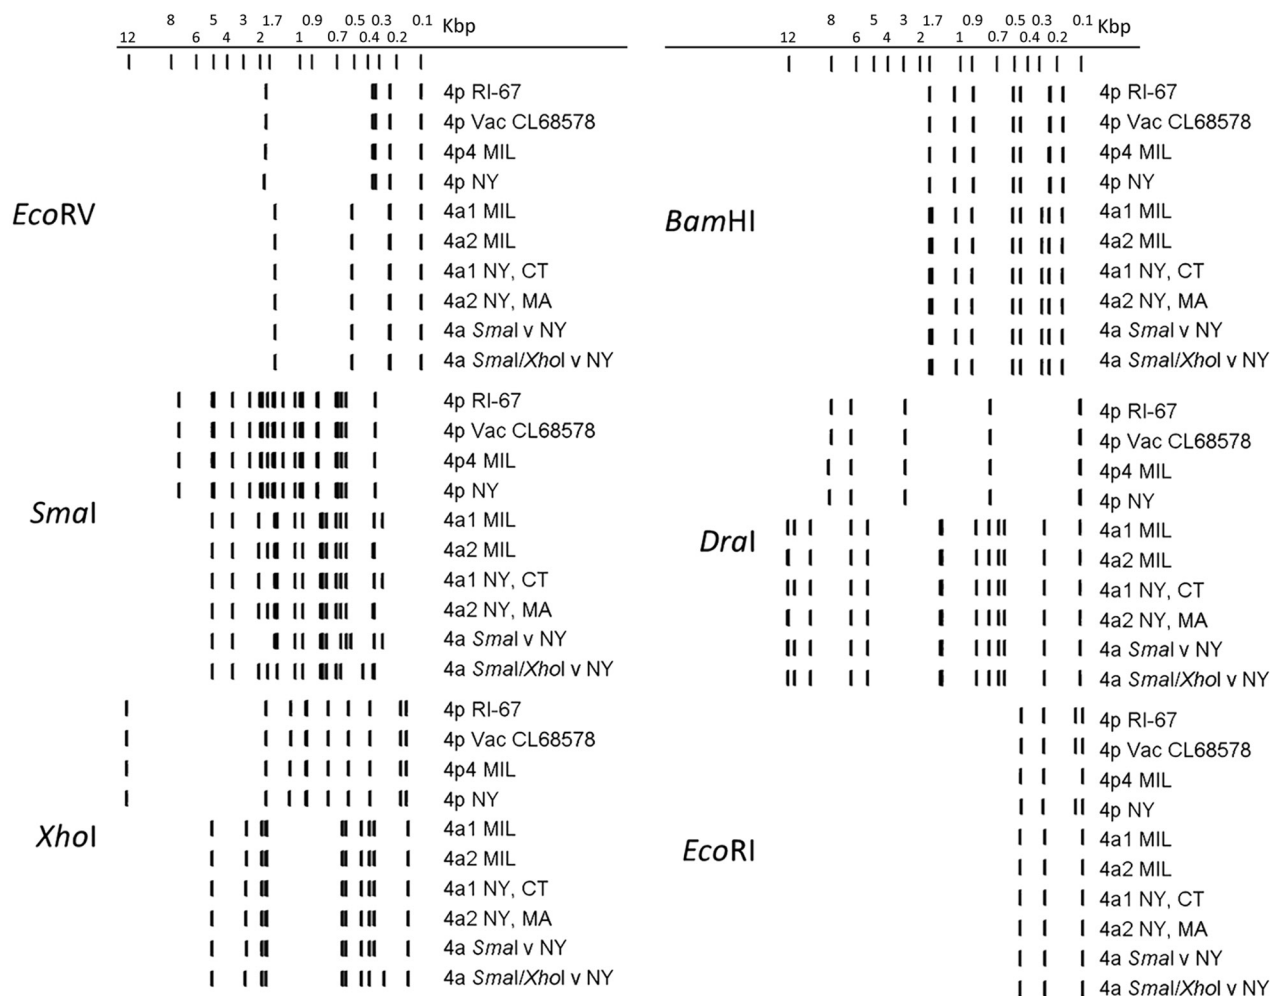 8 5 3 1.7 0.9 0.5 0.3 0.1 Kbp
12 6 4 2 1 0.7 0.4 0.2
EcoRV
4p RI-67
4p Vac CL68578
4p4 MIL
4p NY
4a1 MIL
4a2 MIL
4a1 NY, CT
4a2 NY, MA
4a SmaI v NY
4a SmaI/XhoI v NY
SmaI
4p RI-67
4p Vac CL68578
4p4 MIL
4p NY
4a1 MIL
4a2 MIL
4a1 NY, CT
4a2 NY, MA
4a SmaI v NY
4a SmaI/XhoI v NY
XhoI
4p RI-67
4p Vac CL68578
4p4 MIL
4p NY
4a1 MIL
4a2 MIL
4a1 NY, CT
4a2 NY, MA
4a SmaI v NY
4a SmaI/XhoI v NY
8 5 3 1.7 0.9 0.5 0.3 0.1 Kbp
12 6 4 2 1 0.7 0.4 0.2
BamHI
4p RI-67
4p Vac CL68578
4p4 MIL
4p NY
4a1 MIL
4a2 MIL
4a1 NY, CT
4a2 NY, MA
4a SmaI v NY
4a SmaI/XhoI v NY
DraI
4p RI-67
4p Vac CL68578
4p4 MIL
4p NY
4a1 MIL
4a2 MIL
4a1 NY, CT
4a2 NY, MA
4a SmaI v NY
4a SmaI/XhoI v NY
EcoRI
4p RI-67
4p Vac CL68578
4p4 MIL
4p NY
4a1 MIL
4a2 MIL
4a1 NY, CT
4a2 NY, MA
4a SmaI v NY
4a SmaI/XhoI v NY